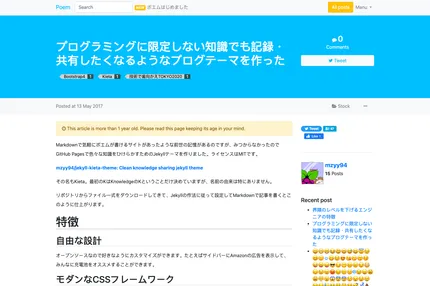 Poem
Search
NEW ポエムはじめました
All posts
Menu
プログラミングに限定しない知識でも記録・
共有したくなるようなブログテーマを作った
Bootstrap4 1
Kieta 1
技術で週刊がえTOKYO2020 1
0
Comments
Tweet
Posted at 13 May 2017
Stock
This article is more than 1 year old. Please read this page keeping its age in your mind.
Markdownで気軽にポエムが書けるサイトがあったような前世の記憶があるのですが、みつからなかったので
GitHub Pagesで色々な知識をひけらかすためのJekyllテーマを作りました。ライセンスはMITです。
mzyy94/jekyll-kieta-theme: Clean knowledge sharing jekyll theme
その名もKieta。最初のKはKnowledgeのKということだけ決めていますが、名前の由来は特にありません。
リポジトリからファイル一式をダウンロードしてきて、Jekyllの作法に従って設定してMarkdownで記事を書くとこ
のように仕上がります。
特徴
自由な設計
オープンソースなので好きなようにカスタマイズができます。たとえばサイドバーにAmazonの広告を表示して、
みんなに充電池をオススメすることができます。
モダンなCSSフレームワーク
Tweet
Like 1
mzyy94
15 Posts
Recent post
界隈のレベルを下げるエンジ
ニアの特徴
プログラミングに限定しない
知識でも記録・共有したくな
るようなブログテーマを作っ
た